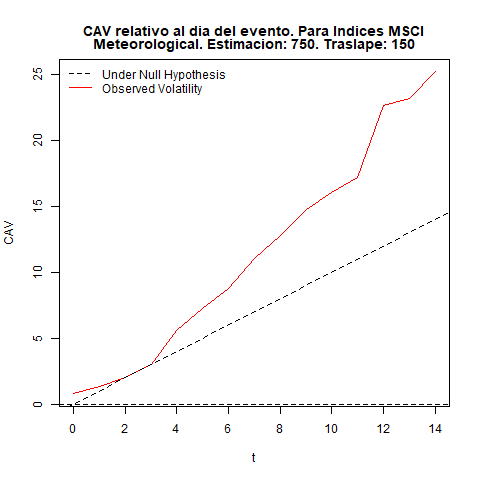 CAV relativo al dia del evento. Para Indices MSCI
Meteorological. Estimacion: 750. Traslape: 150
Under Null Hypothesis
Observed Volatility
25
20
15
10
5
0
CAV
0 2 4 6 8 10 12 14
t